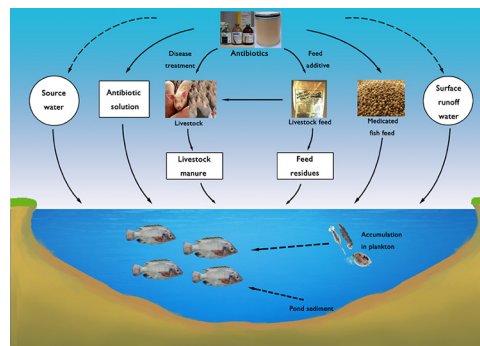 Antibiotics
Disease
treatment
Feed
additive
Source
water
Antibiotic
solution
Livestock
Livestock feed
Medicated
fish feed
Surface
runoff
water
Livestock
manure
Feed
residues
Accumulation
in plankton
Pond sediment